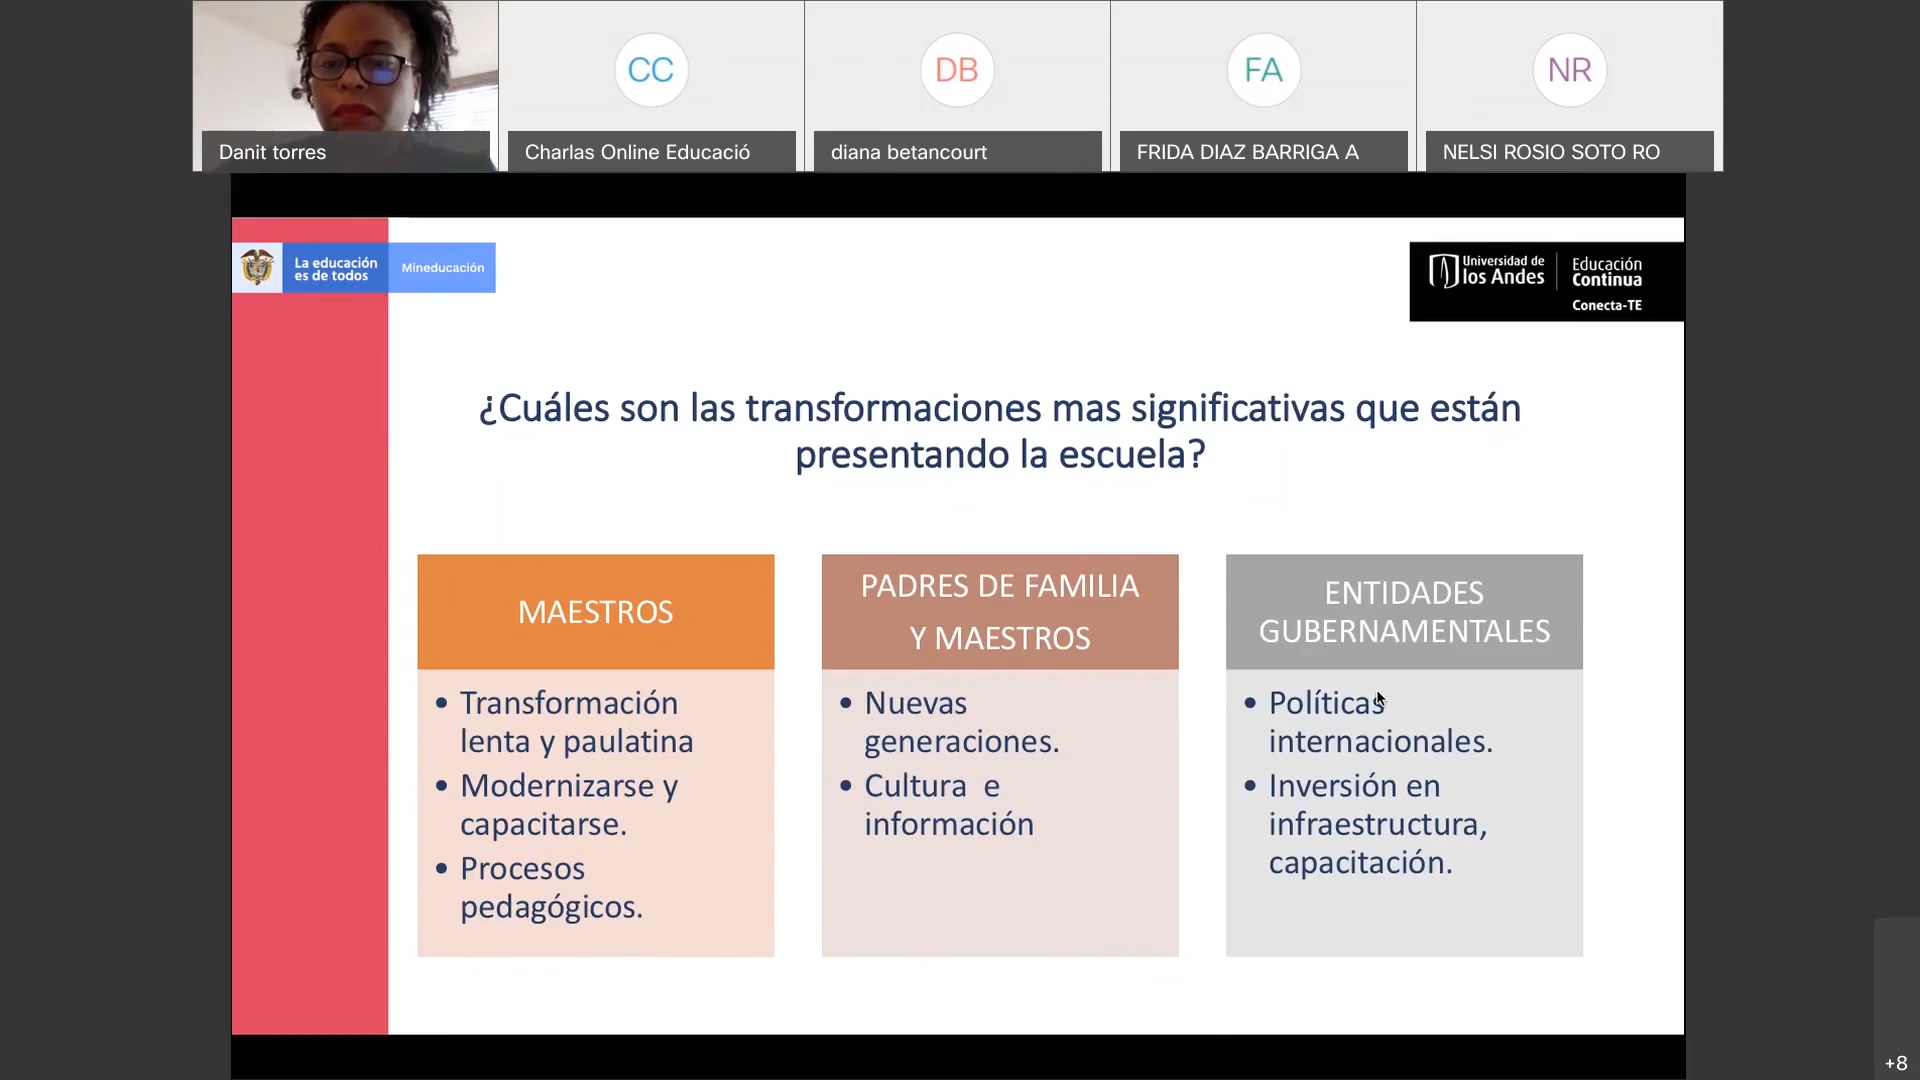 CC
DB
FA
NR
Danit torres
Charlas Online Educació
diana betancourt
FRIDA DIAZ BARRIGA A
NELSI ROSIO SOTO RO
La educación
es de todos
Mineducación
Universidad de
los Andes
Educación
Continua
Conecta-TE
¿Cuáles son las transformaciones mas significativas que están
presentando la escuela?
MAESTROS
• Transformación
lenta y paulatina
• Modernizarse y
capacitarse.
• Procesos
pedagógicos.
PADRES DE FAMILIA
Y MAESTROS
• Nuevas
generaciones.
• Cultura e
información
ENTIDADES
GUBERNAMENTALES
• Políticas
internacionales.
• Inversión en
infraestructura,
capacitación.
+8